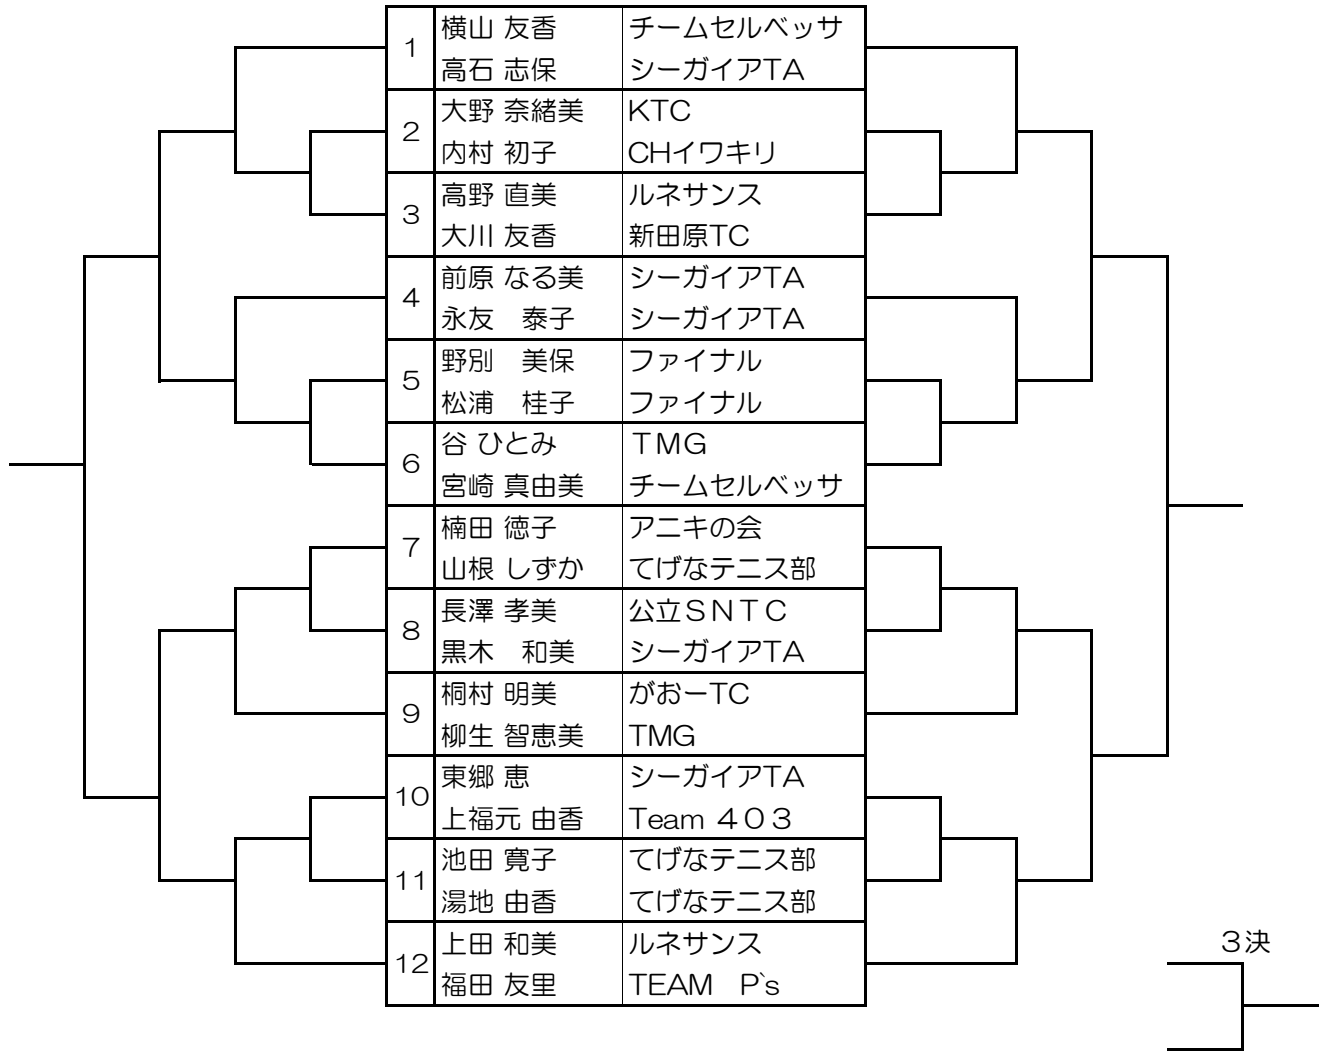 1 横山 友香 チームセルベッサ
高石 志保 シーガイアTA
2 大野 奈緒美 KTC
内村 初子 CHイワキリ
3 高野 直美 ルネサンス
大川 友香 新田原TC
4 前原 なる美 シーガイアTA
永友　泰子 シーガイアTA
5 野別　美保 ファイナル
松浦　桂子 ファイナル
6 谷 ひとみ ＴＭＧ
宮崎 真由美 チームセルベッサ
7 楠田 徳子 アニキの会
山根 しずか てげなテニス部
8 長澤 孝美 公立ＳＮＴＣ
黒木　和美 シーガイアTA
9 桐村 明美 がおーTC
柳生 智恵美 TMG
10 東郷 恵 シーガイアTA
上福元 由香 Team ４０３
11 池田 寛子 てげなテニス部
湯地 由香 てげなテニス部
12 上田 和美 ルネサンス
福田 友里 TEAM　P`s
３決